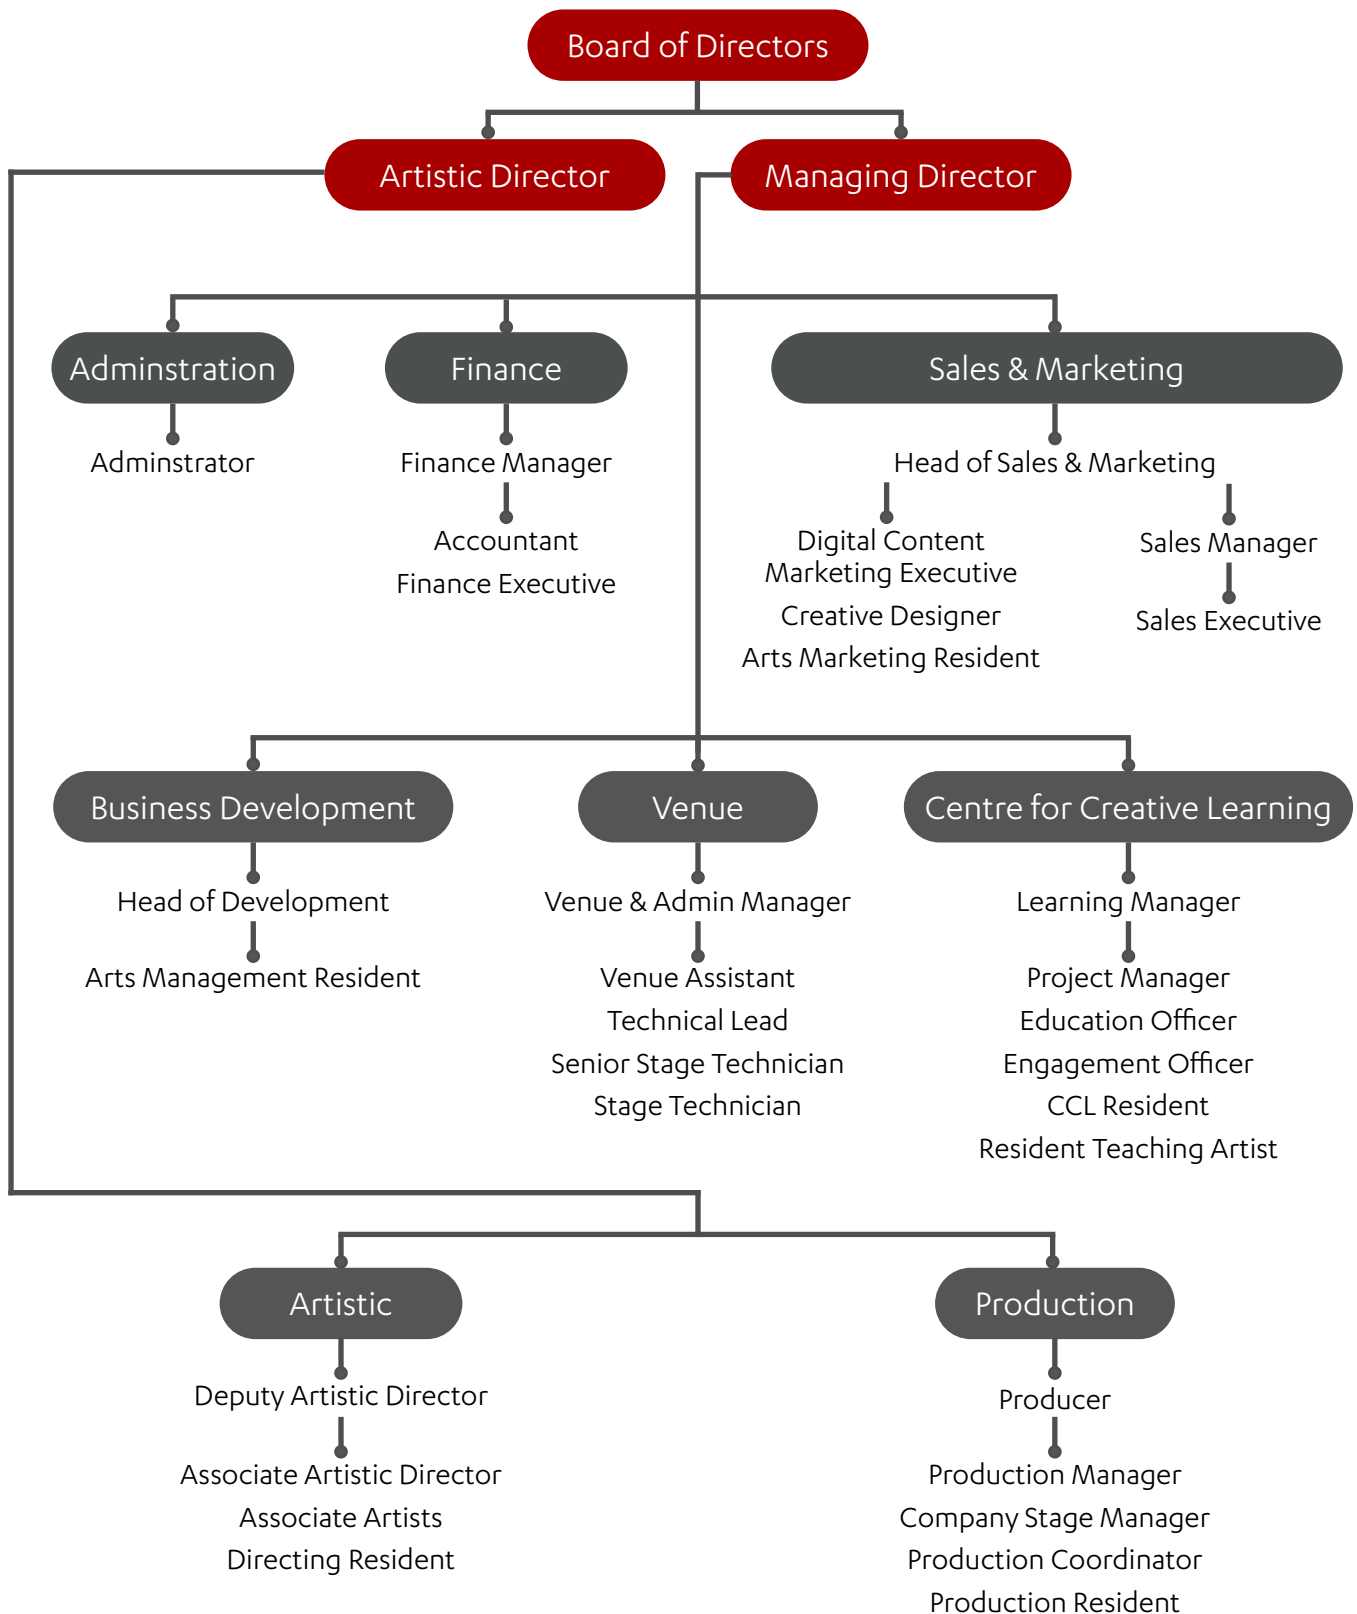 Board of Directors
Artistic Director
Managing Director
Adminstration
Finance
Sales & Marketing
Adminstrator
Finance Manager
Head of Sales & Marketing
Accountant
Finance Executive
Digital Content
Marketing Executive
Creative Designer
Arts Marketing Resident
Sales Manager
Sales Executive
Business Development
Venue
Centre for Creative Learning
Head of Development
Arts Management Resident
Venue & Admin Manager
Venue Assistant
Technical Lead
Senior Stage Technician
Stage Technician
Learning Manager
Project Manager
Education Officer
Engagement Officer
CCL Resident
Resident Teaching Artist
Artistic
Production
Deputy Artistic Director
Associate Artistic Director
Associate Artists
Directing Resident
Producer
Production Manager
Company Stage Manager
Production Coordinator
Production Resident